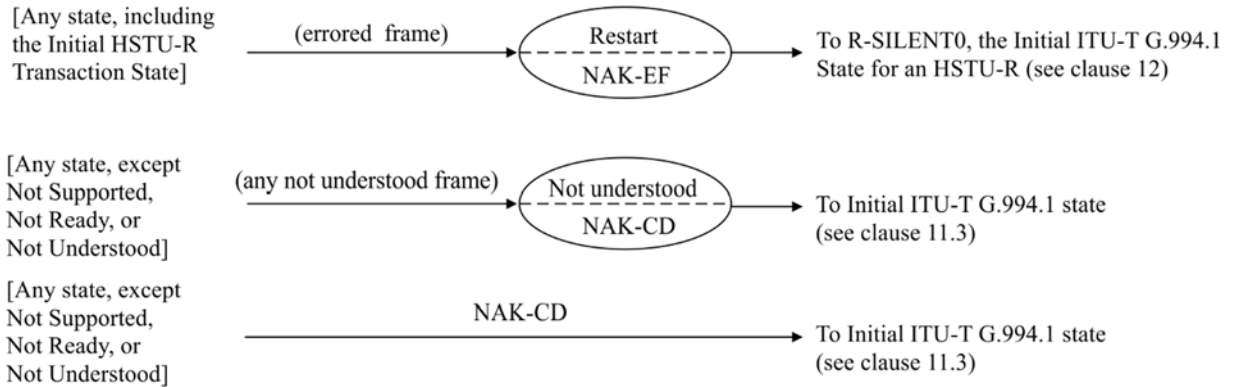 [Any state, including
the Initial HSTU-R
Transaction State]
(errored frame)
Restart
NAK-EF
To R-SILENT0, the Initial ITU-T G.994.1
State for an HSTU-R (see clause 12)
[Any state, except
Not Supported,
Not Ready, or
Not Understood]
(any not understood frame)
Not understood
NAK-CD
To Initial ITU-T G.994.1 state
(see clause 11.3)
[Any state, except
Not Supported,
Not Ready, or
Not Understood]
NAK-CD
To Initial ITU-T G.994.1 state
(see clause 11.3)